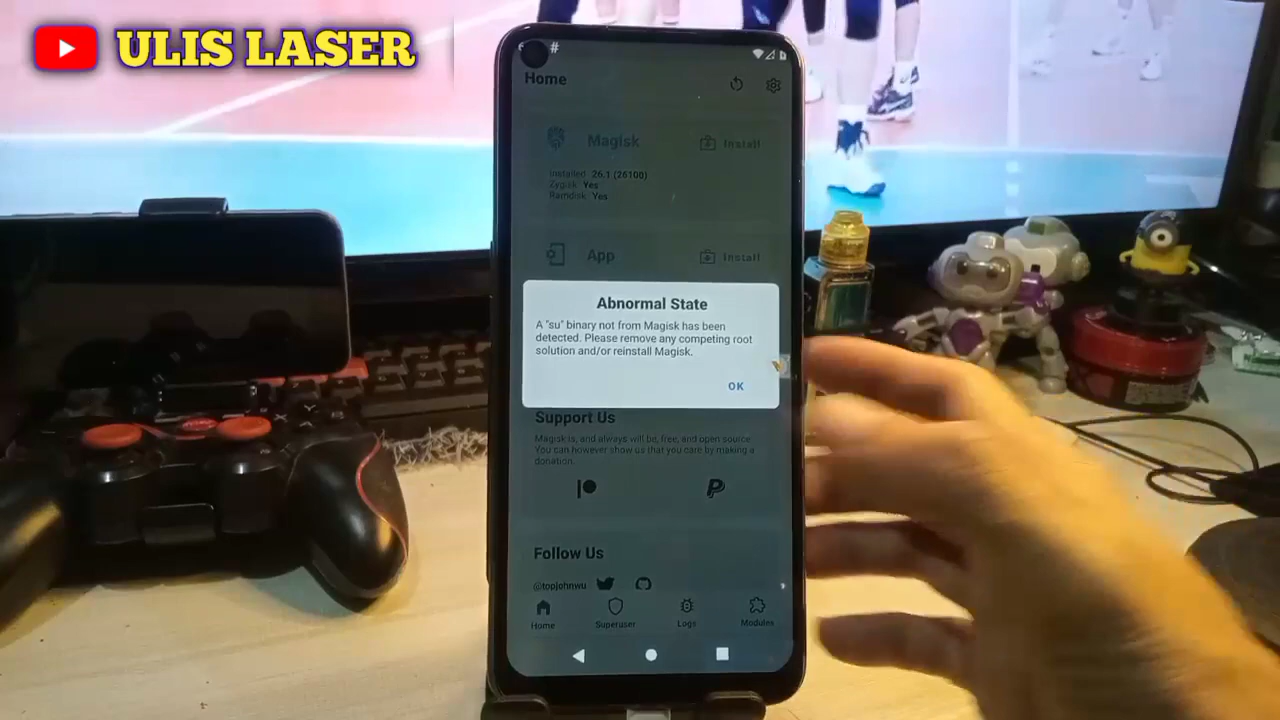 ULIS LASER
#
Home
Magisk
Install
Installed 26.1 (26100)
Zygisk Yes
Ramdisk Yes
App
Install
Abnormal State
A "su" binary not from Magisk has been
detected. Please remove any competing root
solution and/or reinstall Magisk.
OK
Support Us
Magisk is, and always will be, free, and open source.
You can however show us that you care by making a
donation.
Follow Us
@topjohnwu
Home
Superuser
Logs
Modules
X
Y